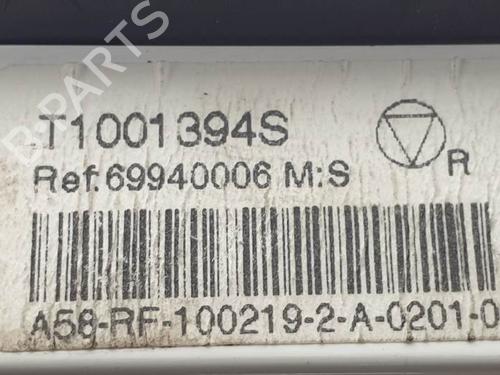 T1001394S
Ref:69940006 M:S
R
A58-RF-100219-2-A-0201-0
B-PARTS